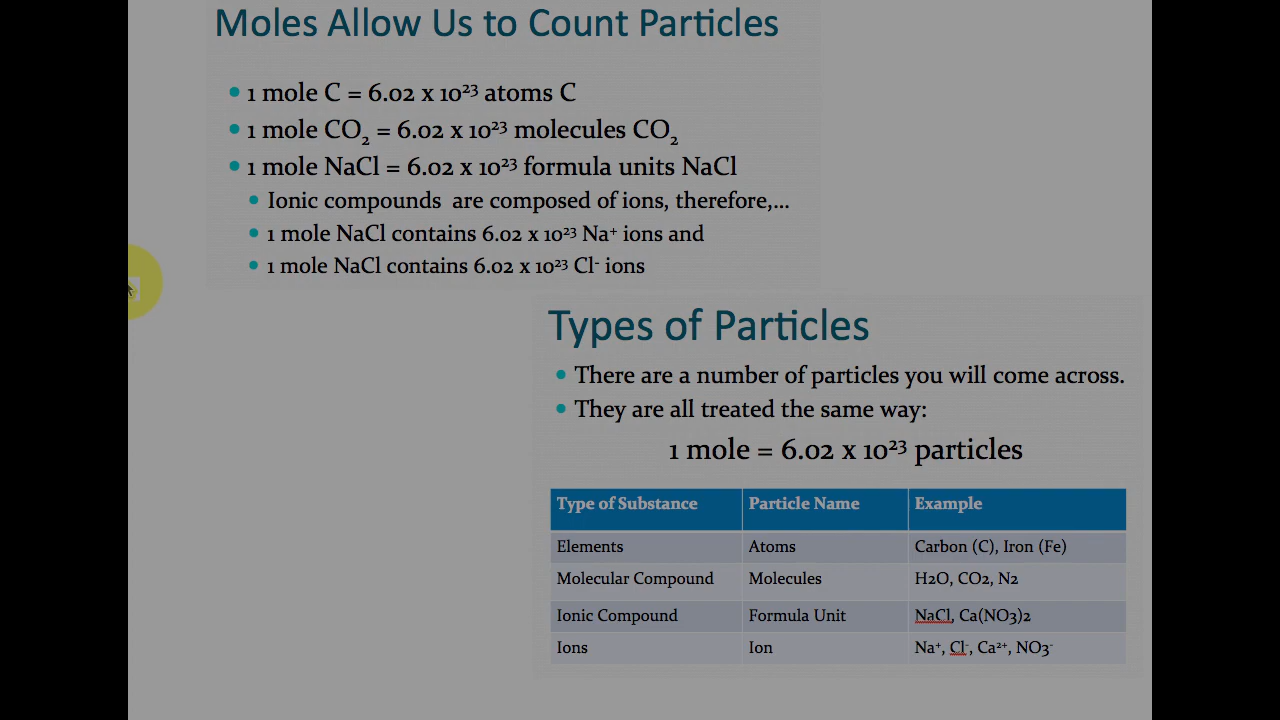 Moles Allow Us to Count Particles
• 1 mole C = 6.02 x 10²³ atoms C
• 1 mole CO₂ = 6.02 x 10²³ molecules CO₂
• 1 mole NaCl = 6.02 x 10²³ formula units NaCl
• Ionic compounds are composed of ions, therefore,...
• 1 mole NaCl contains 6.02 x 10²³ Na⁺ ions and
• 1 mole NaCl contains 6.02 x 10²³ Cl⁻ ions
Types of Particles
• There are a number of particles you will come across.
• They are all treated the same way:
1 mole = 6.02 x 10²³ particles
Type of Substance Particle Name Example
Elements Atoms Carbon (C), Iron (Fe)
Molecular Compound Molecules H2O, CO2, N2
Ionic Compound Formula Unit NaCl, Ca(NO3)2
Ions Ion Na⁺, Cl⁻, Ca²⁺, NO3⁻